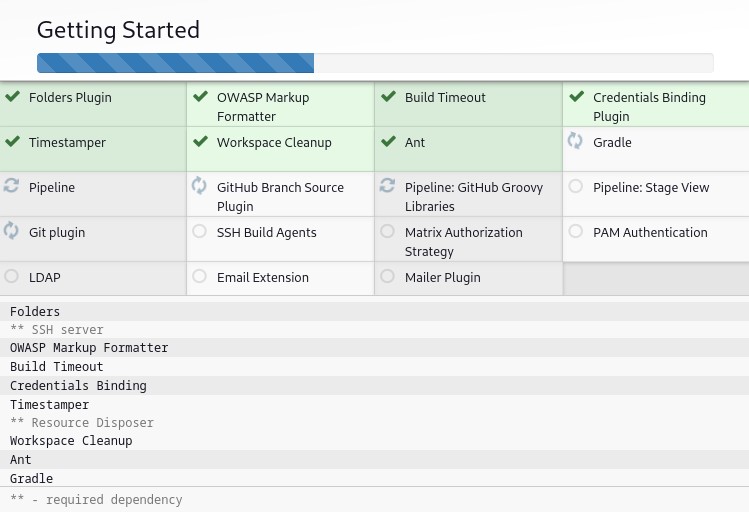 Getting Started
Folders Plugin
OWASP Markup
Formatter
Build Timeout
Credentials Binding
Plugin
Timestamper
Workspace Cleanup
Ant
Gradle
Pipeline
GitHub Branch Source
Plugin
Pipeline: GitHub Groovy
Libraries
Pipeline: Stage View
Git plugin
SSH Build Agents
Matrix Authorization
Strategy
PAM Authentication
LDAP
Email Extension
Mailer Plugin
Folders
** SSH server
OWASP Markup Formatter
Build Timeout
Credentials Binding
Timestamper
** Resource Disposer
Workspace Cleanup
Ant
Gradle
** - required dependency